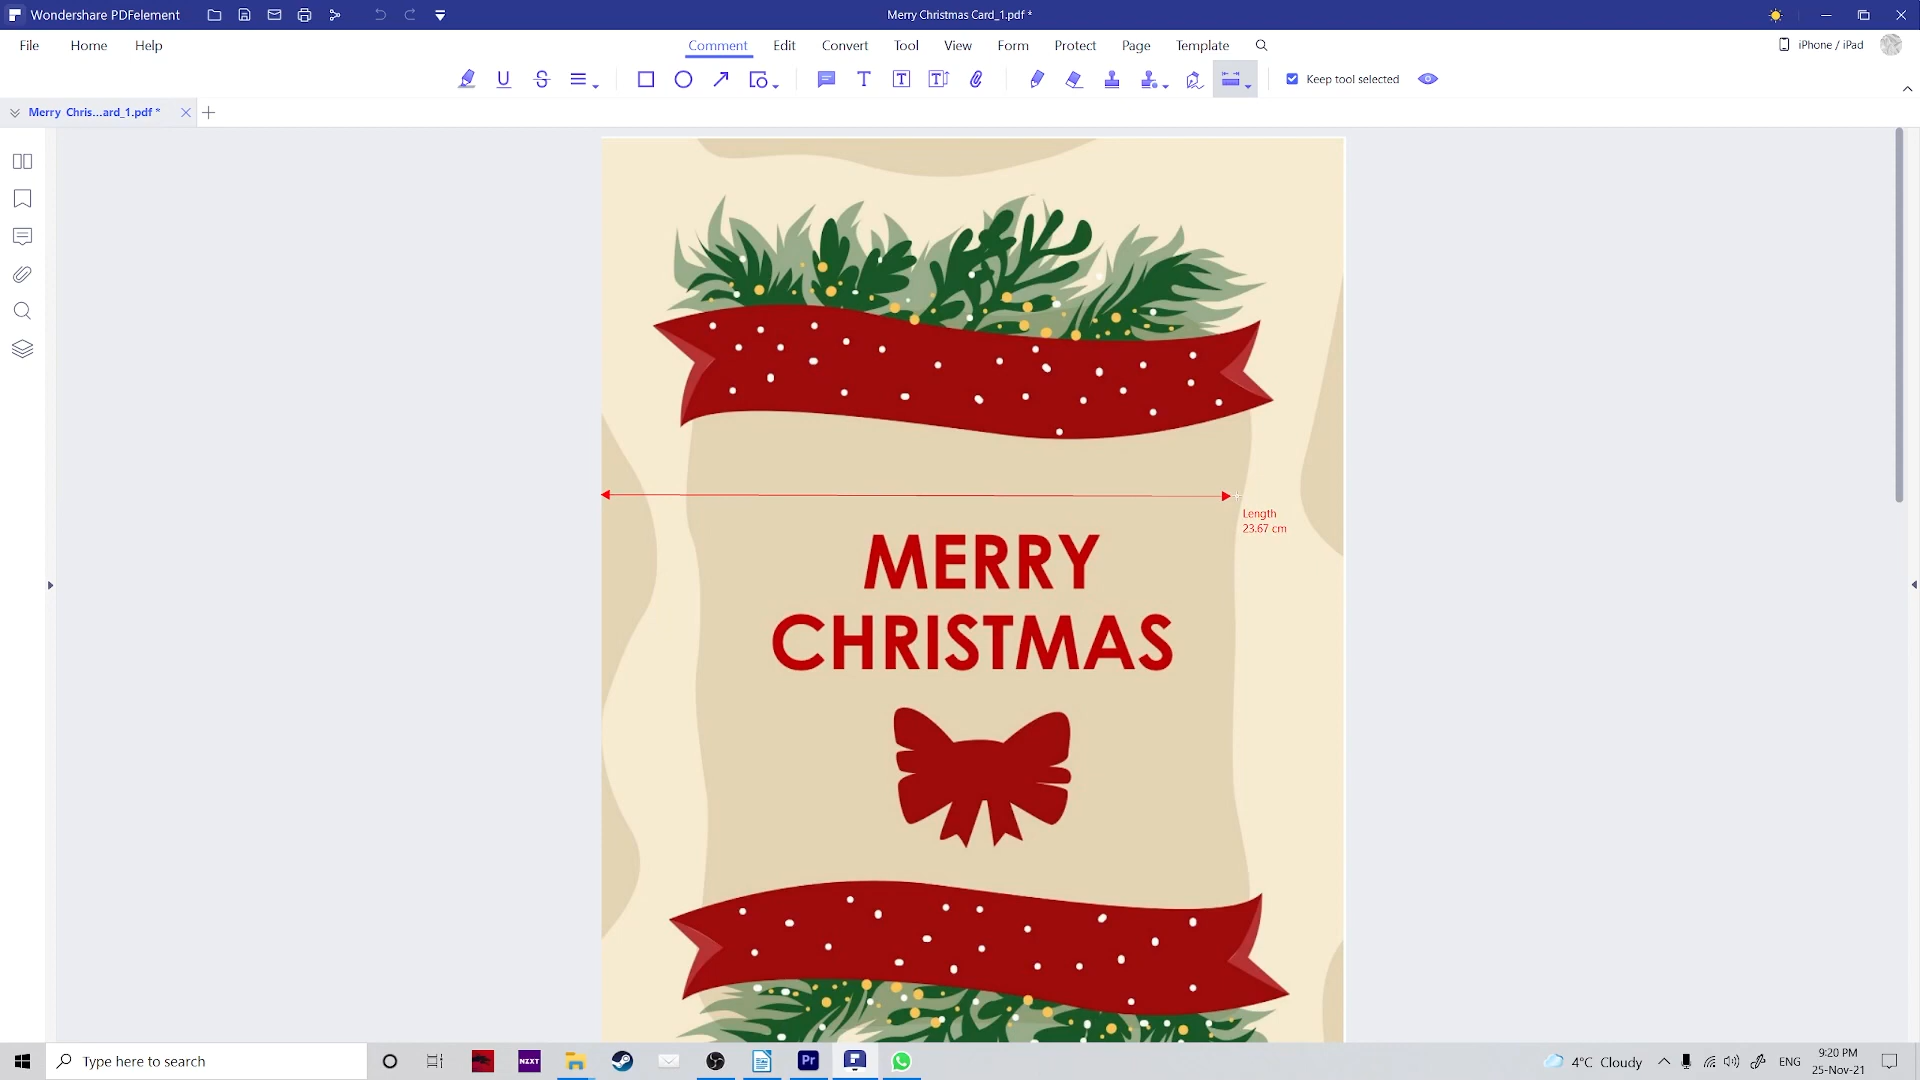 Wondershare PDFelement
Merry Christmas Card_1.pdf *
File Home Help
Comment Edit Convert Tool View Form Protect Page Template
iPhone / iPad
Keep tool selected
Merry Chris...ard_1.pdf *
Length
23.67 cm
MERRY
CHRISTMAS
Type here to search
NZXT
Pr
4°C Cloudy
ENG
9:20 PM
25-Nov-21